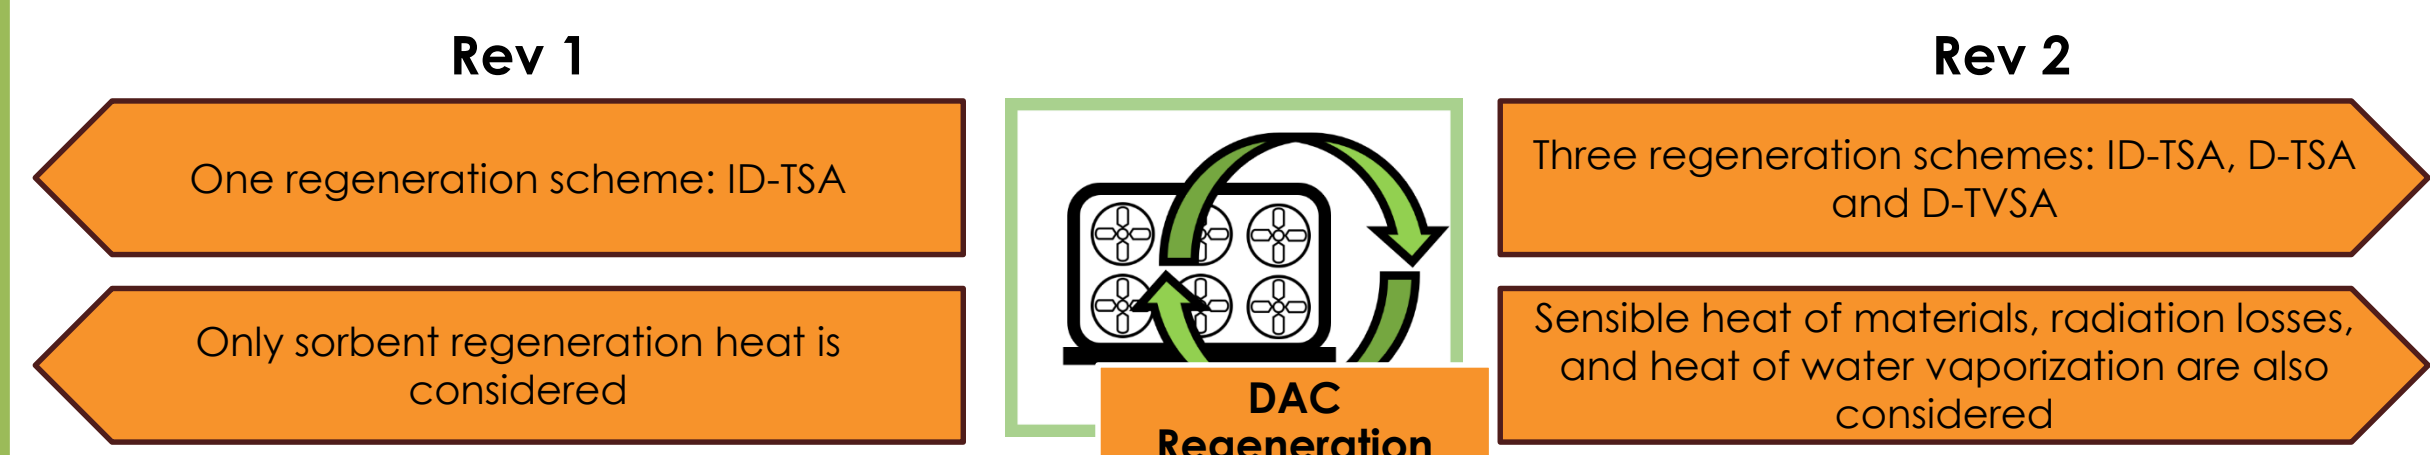 Rev 1
Rev 2
One regeneration scheme: ID-TSA
Three regeneration schemes: ID-TSA, D-TSA
and D-TVSA
Only sorbent regeneration heat is
considered
Sensible heat of materials, radiation losses,
and heat of water vaporization are also
considered
DAC
Regeneration